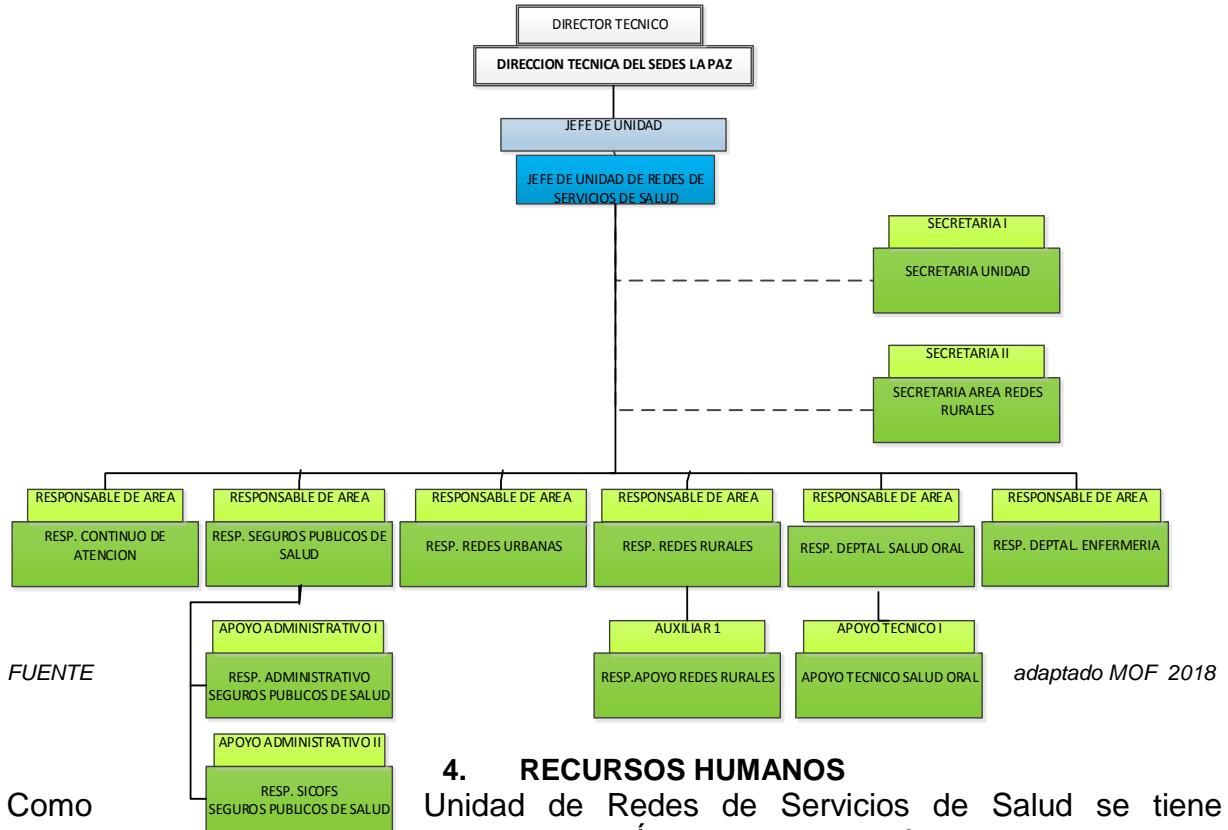 DIRECTOR TECNICO
DIRECCION TECNICA DEL SEDES LA PAZ
JEFE DE UNIDAD
JEFE DE UNIDAD DE REDES DE
SERVICIOS DE SALUD
SECRETARIA I
SECRETARIA UNIDAD
SECRETARIA II
SECRETARIA AREA REDES
RURALES
RESPONSABLE DE AREA
RESP. CONTINUO DE
ATENCION
RESPONSABLE DE AREA
RESP. SEGUROS PUBLICOS DE
SALUD
RESPONSABLE DE AREA
RESP. REDES URBANAS
RESPONSABLE DE AREA
RESP. REDES RURALES
RESPONSABLE DE AREA
RESP. DEPTAL. SALUD ORAL
RESPONSABLE DE AREA
RESP. DEPTAL. ENFERMERIA
APOYO ADMINISTRATIVO I
RESP. ADMINISTRATIVO
SEGUROS PUBLICOS DE SALUD
AUXILIAR 1
RESP.APOYO REDES RURALES
APOYO TECNICO I
APOYO TECNICO SALUD ORAL
FUENTE
adaptado MOF 2018
APOYO ADMINISTRATIVO II
RESP. SICOFS
SEGUROS PUBLICOS DE SALUD
4. RECURSOS HUMANOS
Como Unidad de Redes de Servicios de Salud se tiene